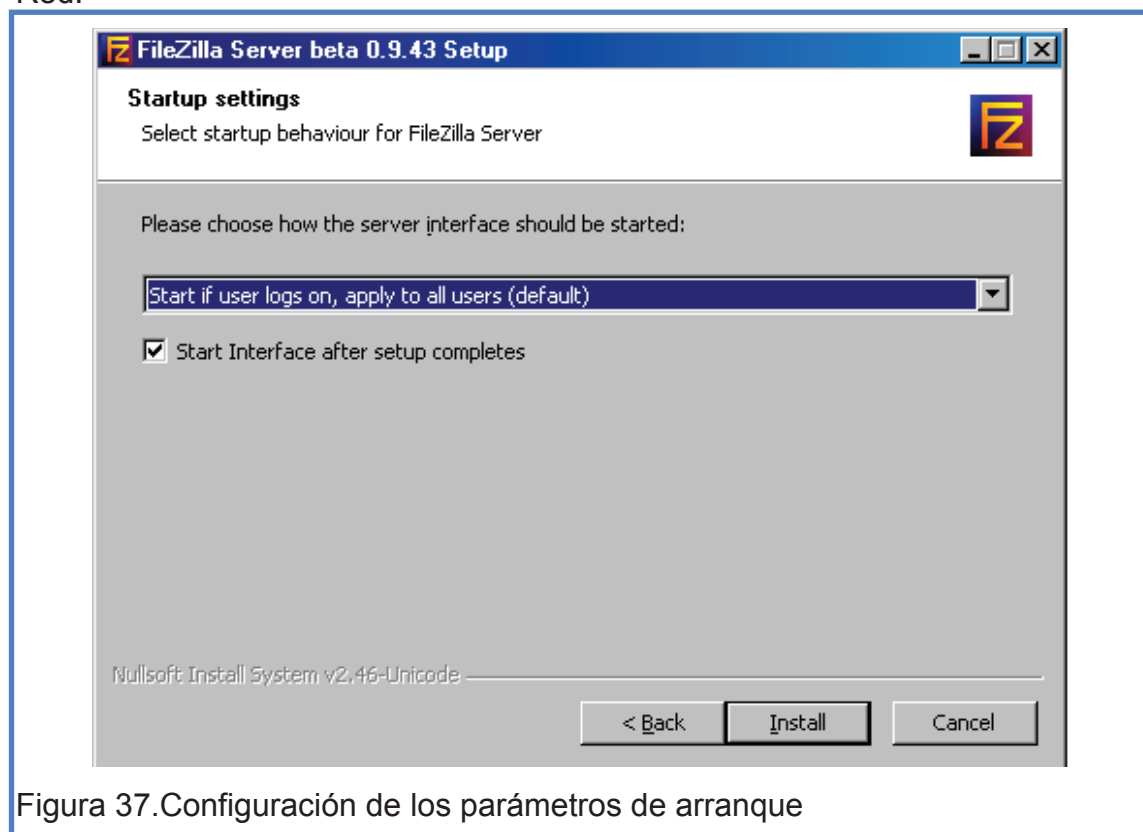 FileZilla Server beta 0.9.43 Setup
Startup settings
Select startup behaviour for FileZilla Server
Please choose how the server interface should be started:
Start if user logs on, apply to all users (default)
Start Interface after setup completes
Nullsoft Install System v2.46-Unicode
< Back Install Cancel
Figura 37.Configuración de los parámetros de arranque